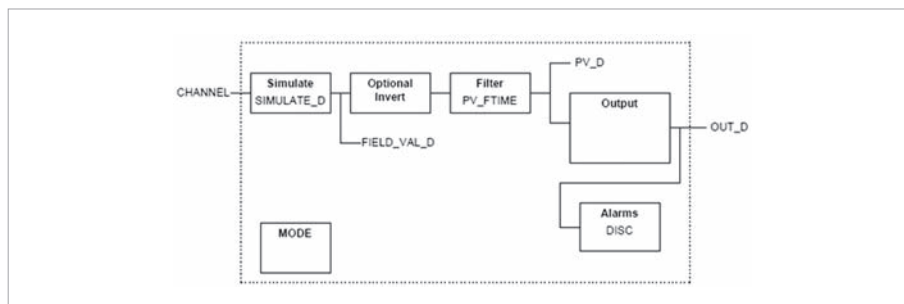 CHANNEL
Simulate
SIMULATE_D
Optional
Invert
Filter
PV_FTIME
PV_D
Output
OUT_D
FIELD_VAL_D
Alarms
DISC
MODE